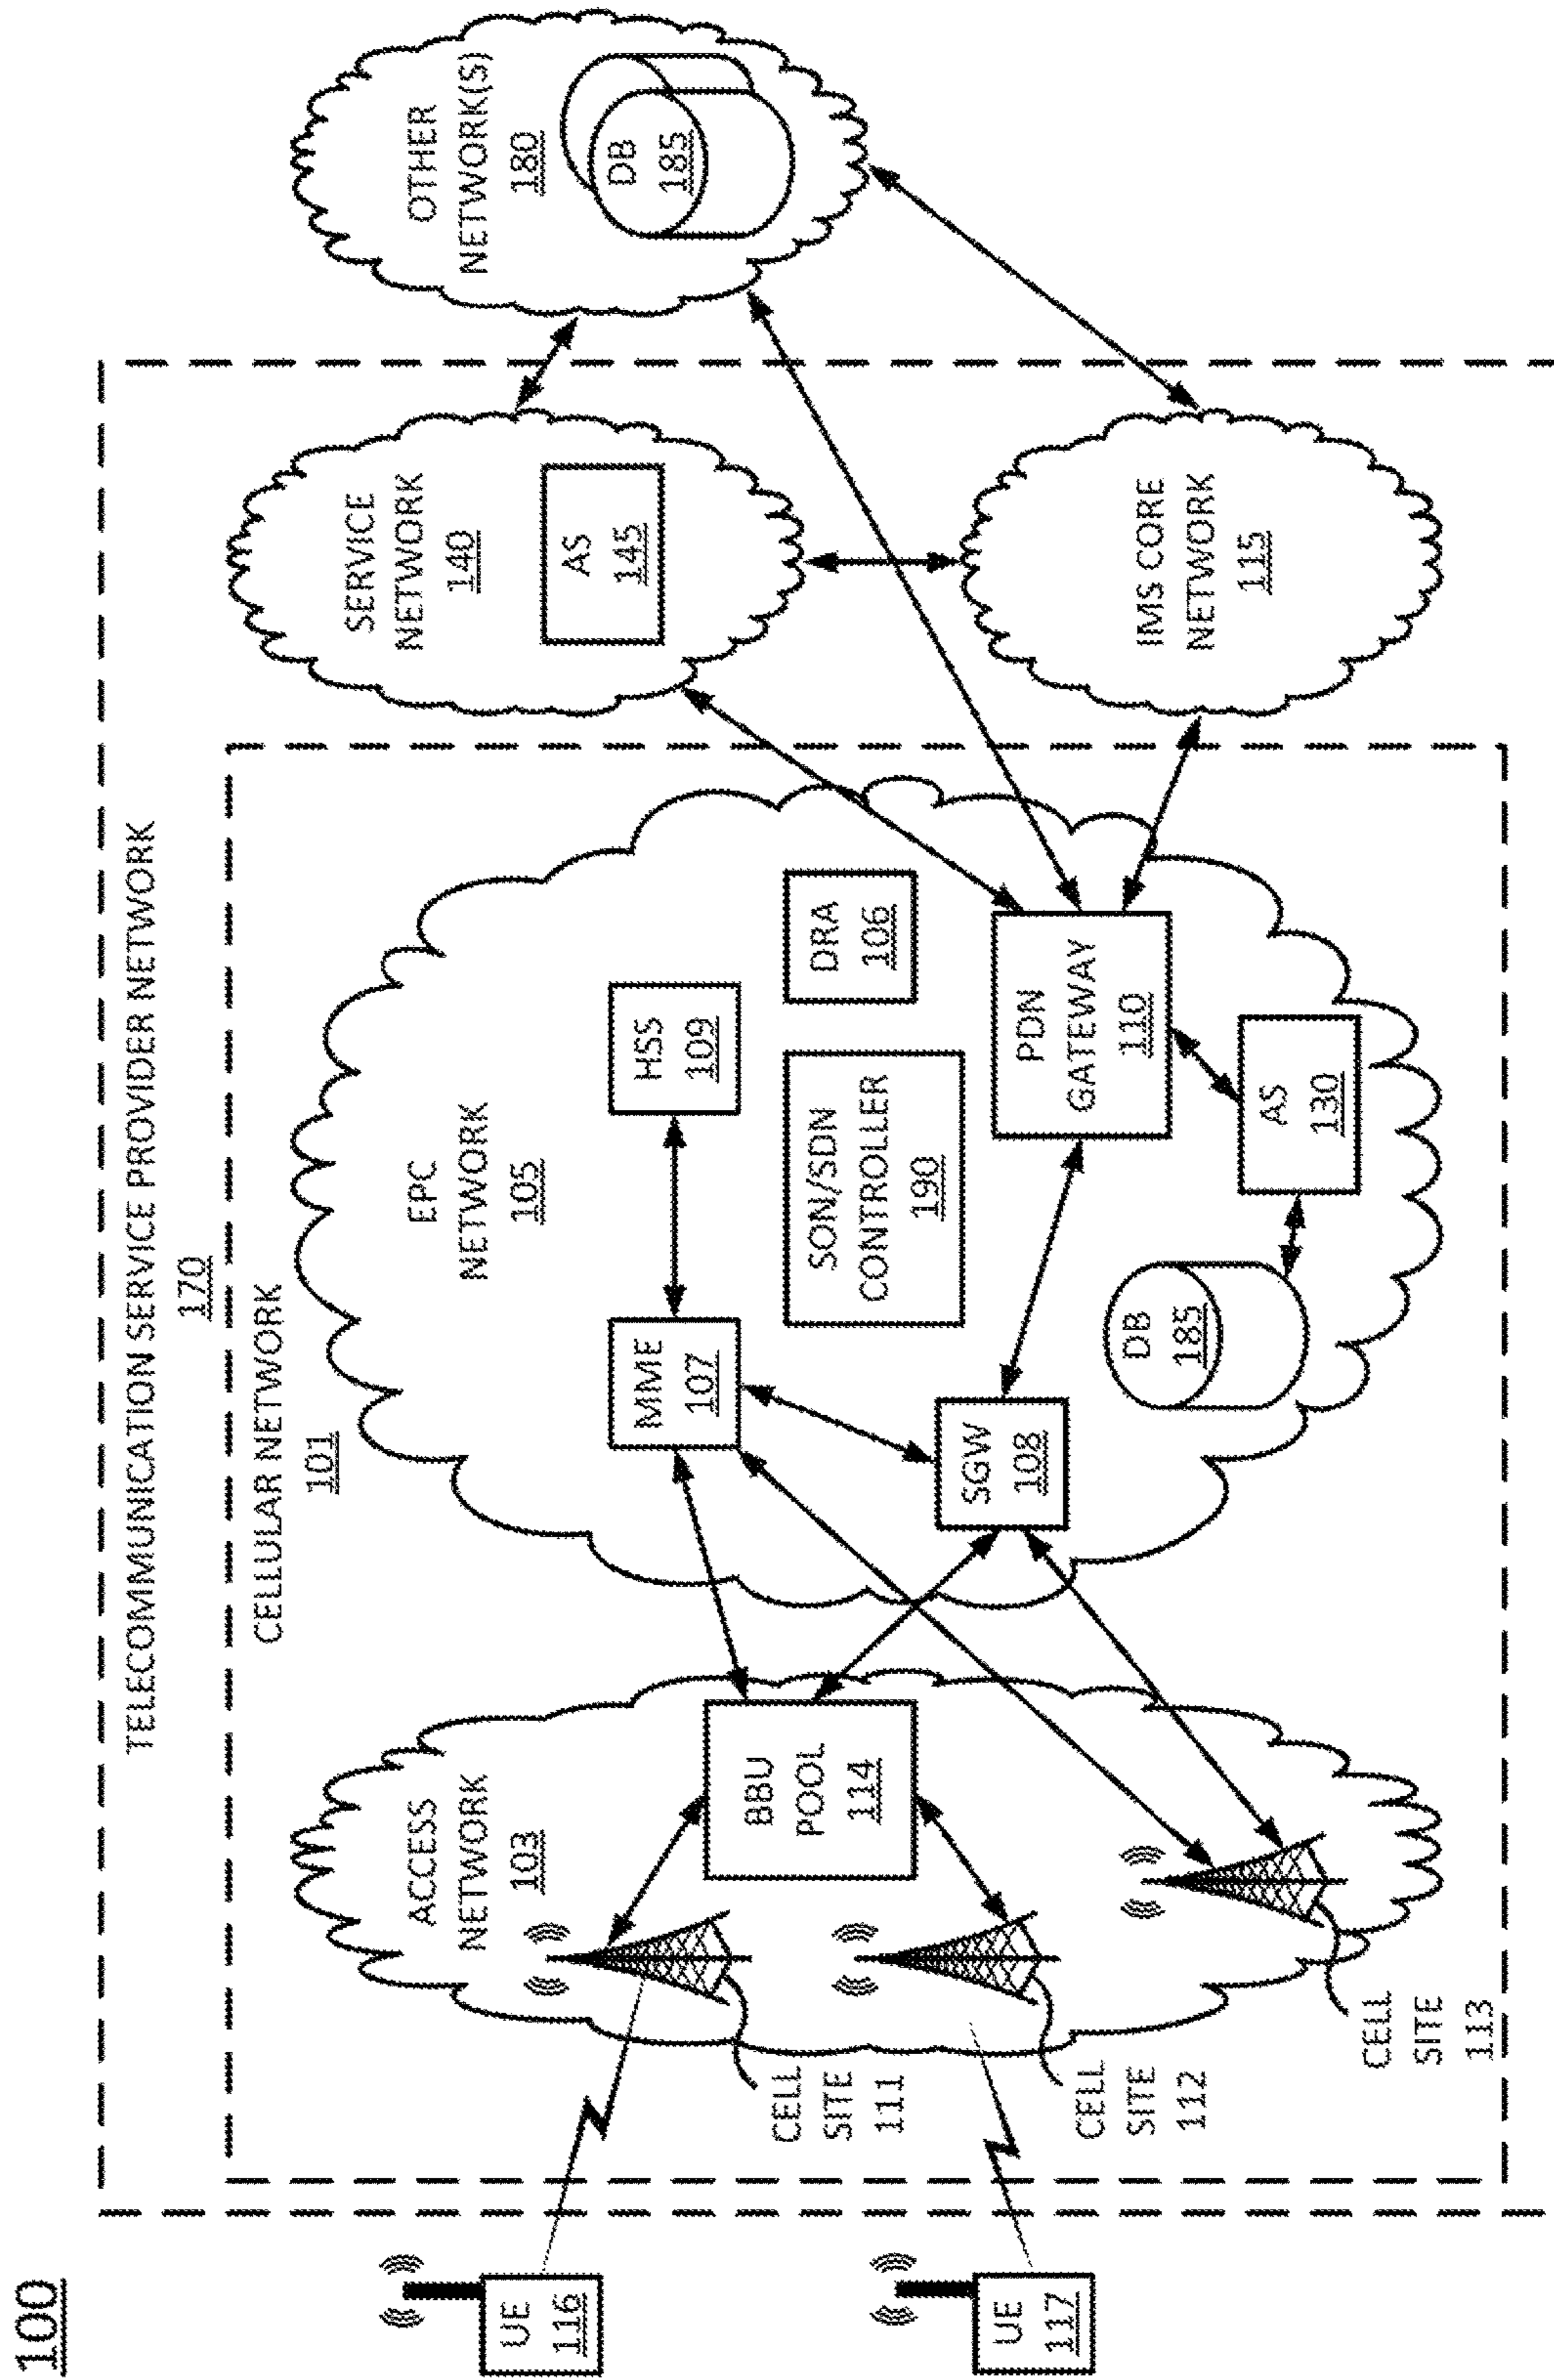 100
TELECOMMUNICATION SERVICE PROVIDER NETWORK
170
CELLULAR NETWORK
101
UE
116
UE
117
ACCESS
NETWORK
103
CELL
SITE
111
CELL
SITE
112
CELL
SITE
113
BBU
POOL
114
EPC
NETWORK
105
MME
107
HSS
109
SGW
108
SON/SDN
CONTROLLER
190
DRA
106
PDN
GATEWAY
110
DB
185
AS
130
SERVICE
NETWORK
140
AS
145
IMS CORE
NETWORK
115
OTHER
NETWORK(S)
180
DB
185